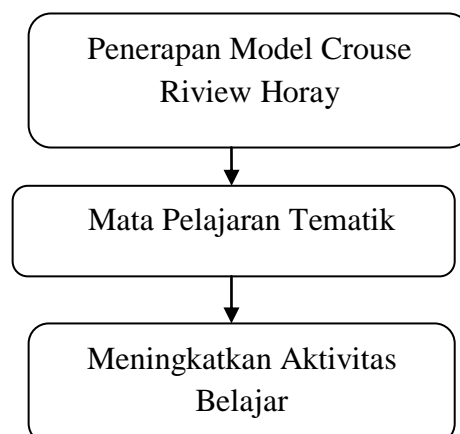 Penerapan Model Crouse
Riview Horay
Mata Pelajaran Tematik
Meningkatkan Aktivitas
Belajar